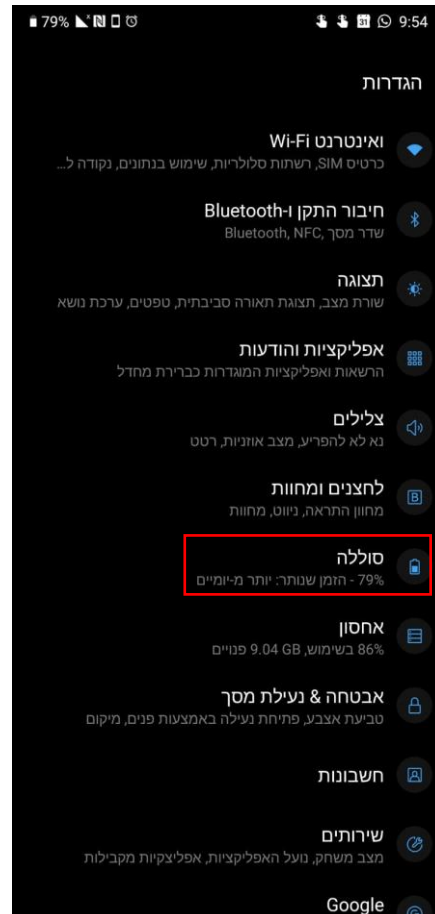 79% 9:54
הגדרות
ואינטרנט Wi-Fi
כרטיס SIM, רשתות סלולריות, שימוש בנתונים, נקודה ל...
חיבור התקן ו-Bluetooth
שדר מסך ,Bluetooth, NFC
תצוגה
שורת מצב, תצוגת תאורה סביבתית, טפטים, ערכת נושא
אפליקציות והודעות
הרשאות ואפליקציות המוגדרות כברירת מחדל
צלילים
נא לא להפריע, מצב אוזניות, רטט
לחצנים ומחוות
מחוון התראה, ניווט, מחוות
סוללה
79% - הזמן שנותר: יותר מ-יומיים
אחסון
86% בשימוש, 9.04 GB פנויים
אבטחה & נעילת מסך
טביעת אצבע, פתיחת נעילה באמצעות פנים, מיקום
חשבונות
שירותים
מצב משחק, נועל האפליקציות, אפליצקיות מקבילות
Google